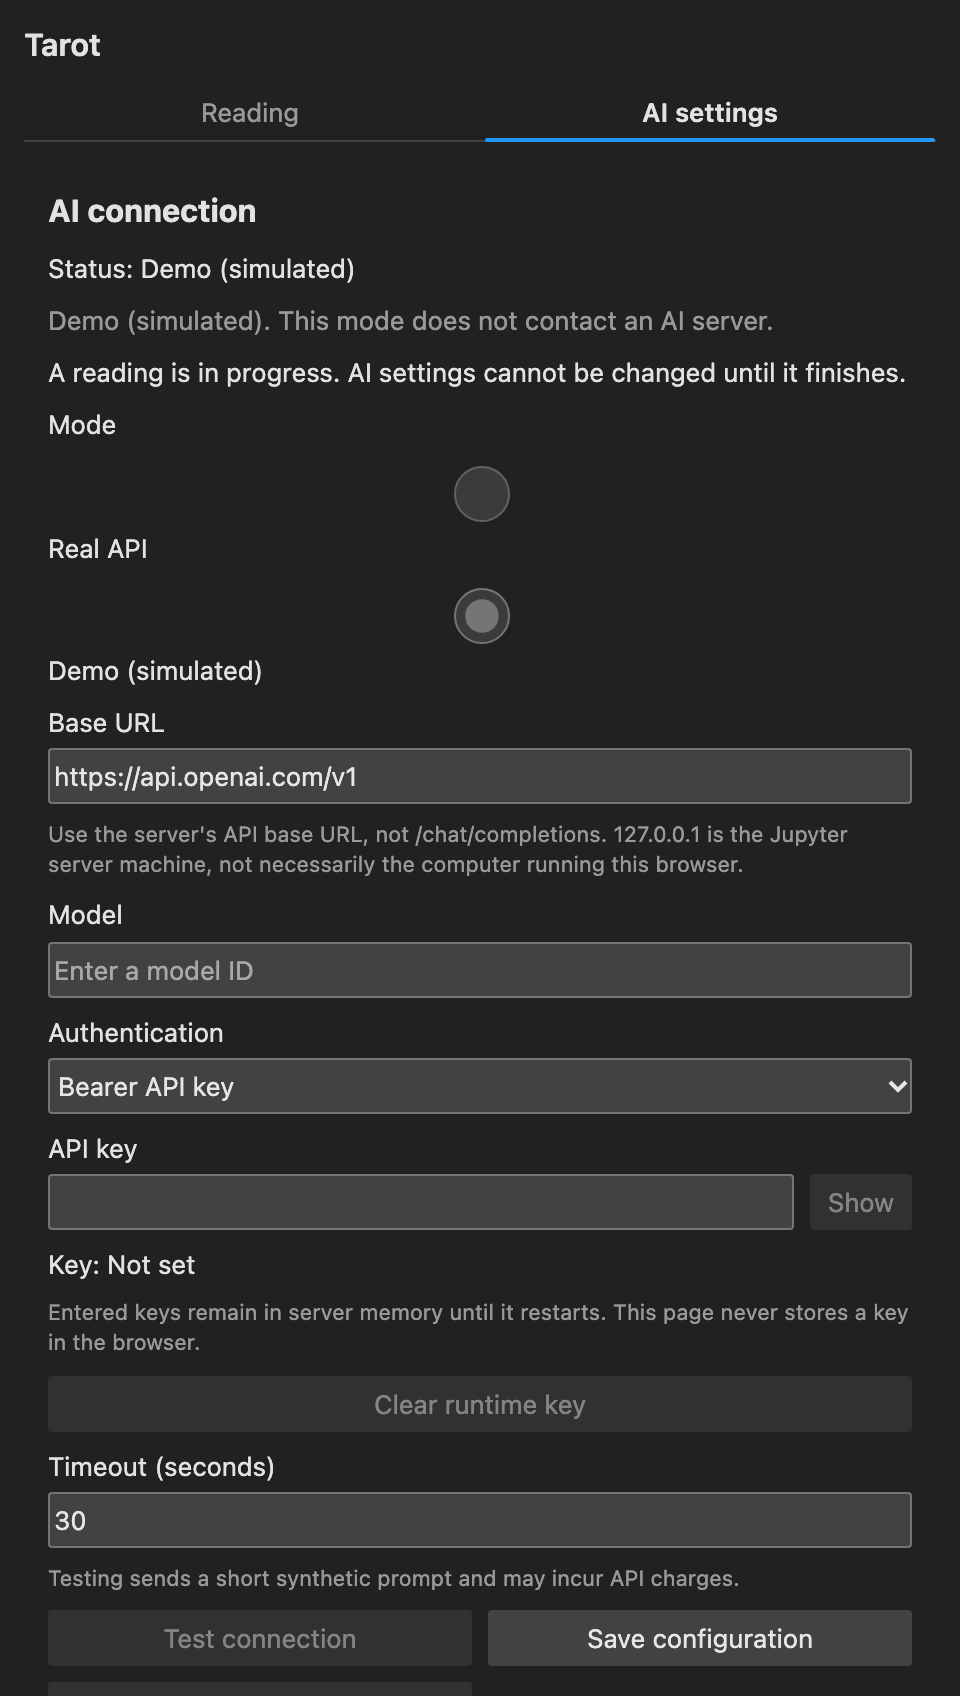 Tarot
Reading
AI settings
AI connection
Status: Demo (simulated)
Demo (simulated). This mode does not contact an AI server.
A reading is in progress. AI settings cannot be changed until it finishes.
Mode
Real API
Demo (simulated)
Base URL
https://api.openai.com/v1
Use the server's API base URL, not /chat/completions. 127.0.0.1 is the Jupyter
server machine, not necessarily the computer running this browser.
Model
Enter a model ID
Authentication
Bearer API key
API key
Show
Key: Not set
Entered keys remain in server memory until it restarts. This page never stores a key
in the browser.
Clear runtime key
Timeout (seconds)
30
Testing sends a short synthetic prompt and may incur API charges.
Test connection
Save configuration